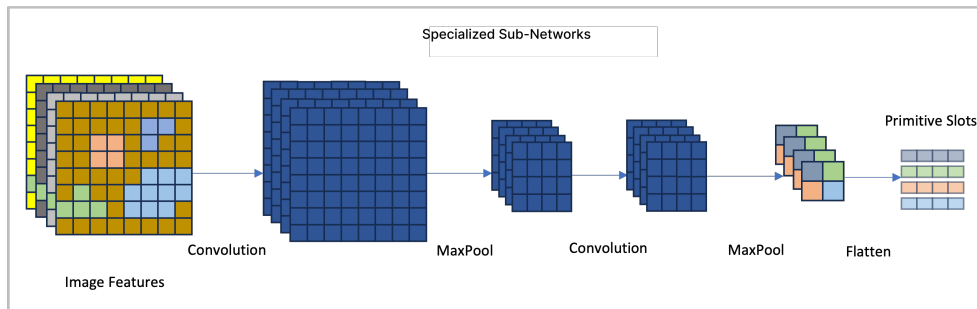 Specialized Sub-Networks
Primitive Slots
Convolution
MaxPool
Convolution
MaxPool
Flatten
Image Features